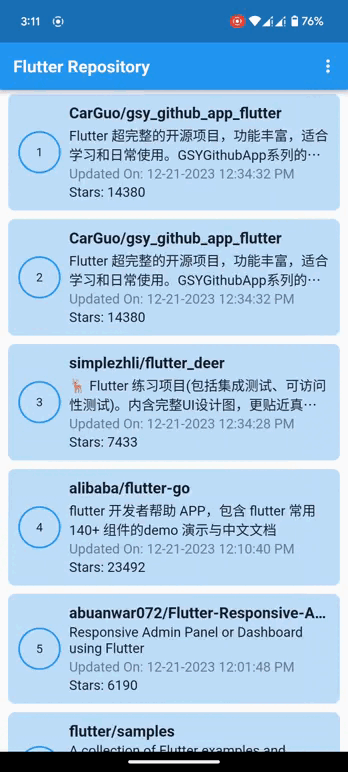 3:11
76%
Flutter Repository
CarGuo/gsy_github_app_flutter
1
Flutter 超完整的开源项目，功能丰富，适合
学习和日常使用。GSYGithubApp系列的…
Updated On: 12-21-2023 12:34:32 PM
Stars: 14380
CarGuo/gsy_github_app_flutter
2
Flutter 超完整的开源项目，功能丰富，适合
学习和日常使用。GSYGithubApp系列的…
Updated On: 12-21-2023 12:34:32 PM
Stars: 14380
simplezhli/flutter_deer
3
🦌 Flutter 练习项目(包括集成测试、可访问
性测试)。内含完整UI设计图，更贴近真…
Updated On: 12-21-2023 12:34:28 PM
Stars: 7433
alibaba/flutter-go
4
flutter 开发者帮助 APP，包含 flutter 常用
140+ 组件的demo 演示与中文文档
Updated On: 12-21-2023 12:10:40 PM
Stars: 23492
abuanwar072/Flutter-Responsive-A...
5
Responsive Admin Panel or Dashboard
using Flutter
Updated On: 12-21-2023 12:01:48 PM
Stars: 6190
flutter/samples
A collection of Flutter examples and